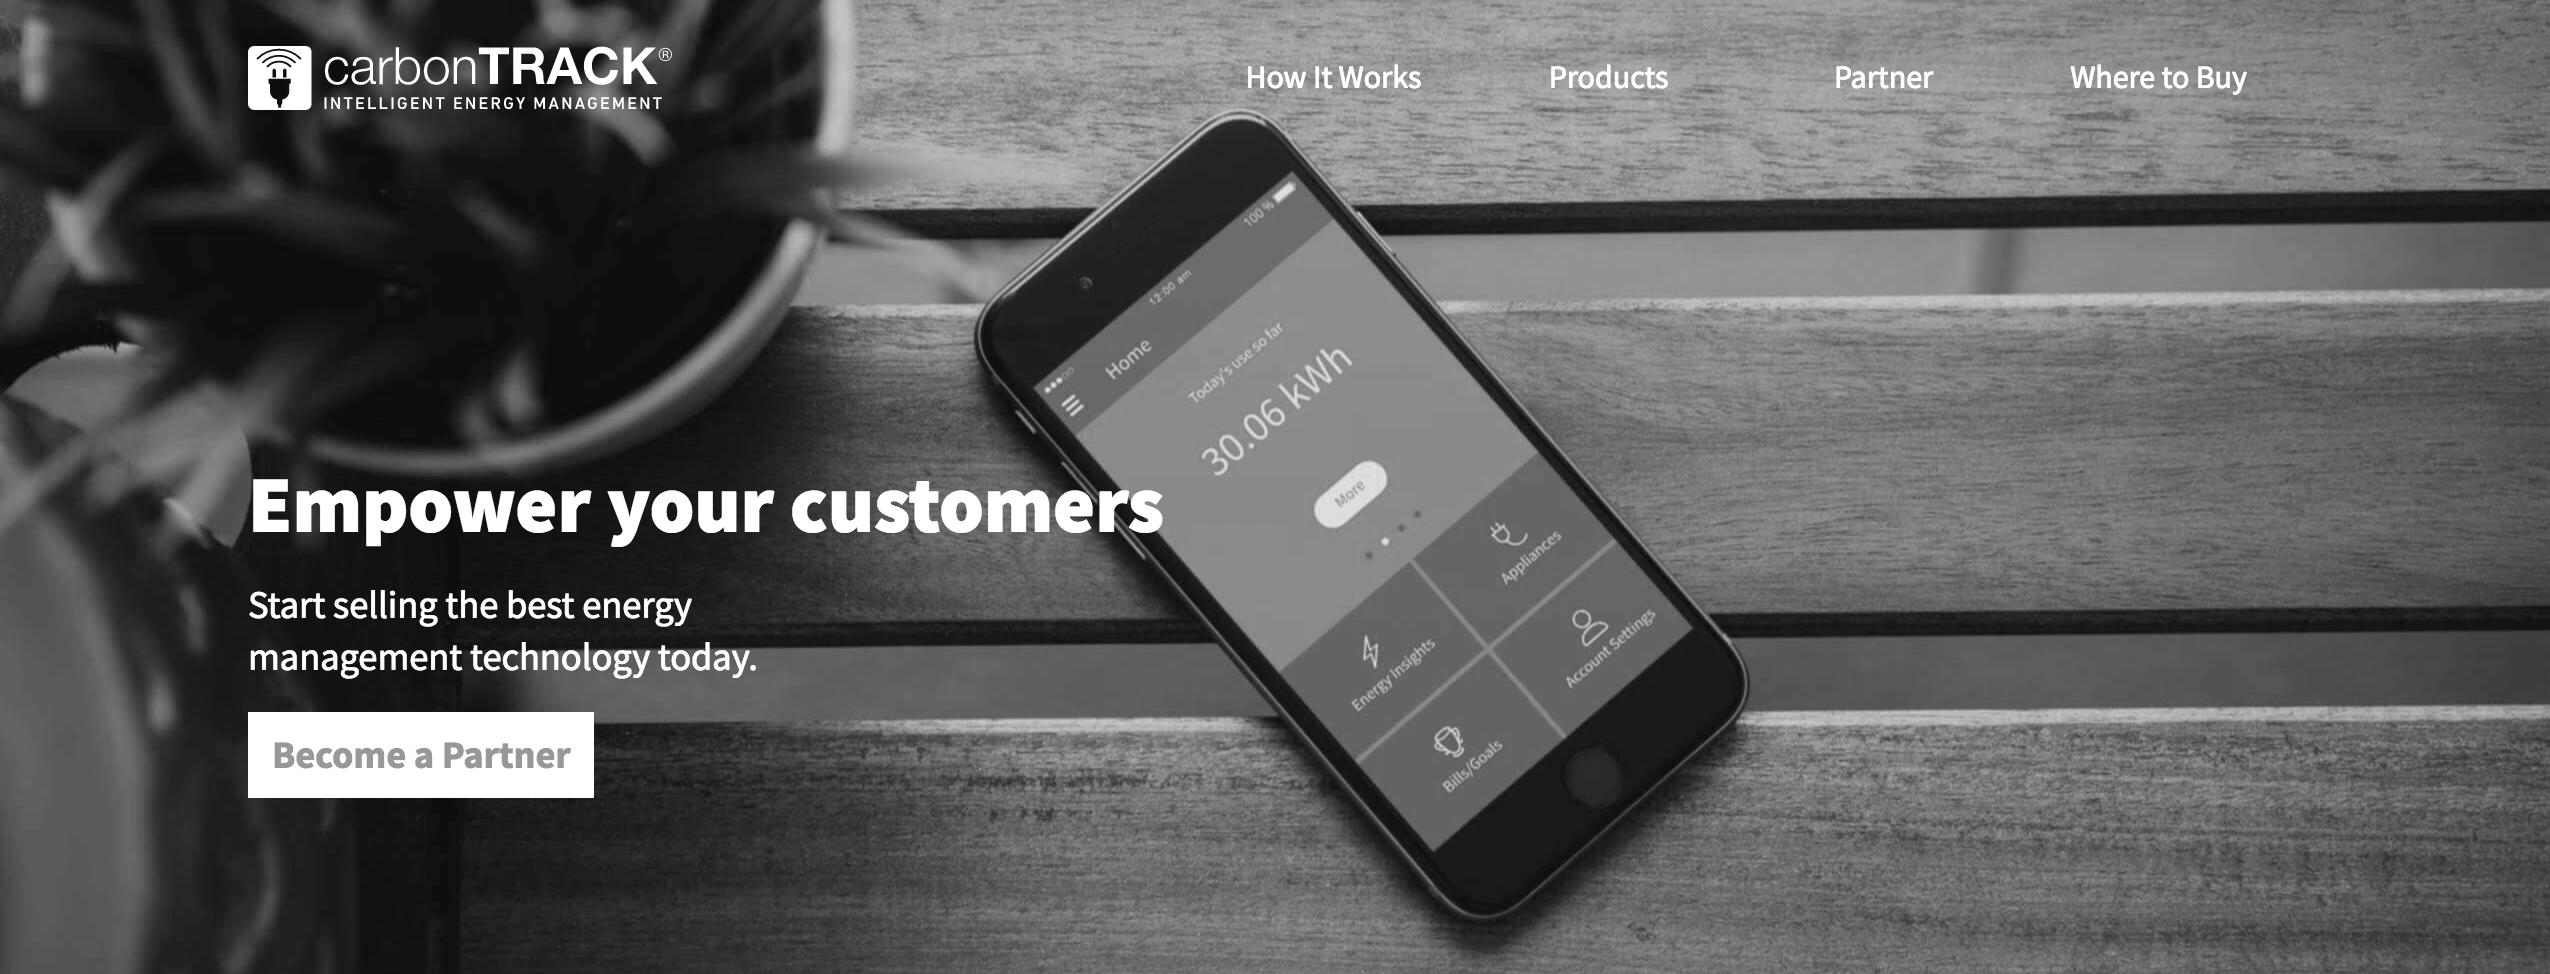 carbonTRACK®
INTELLIGENT ENERGY MANAGEMENT
How It Works
Products
Partner
Where to Buy
100 %
12:00 am
Home
Today's use so far
30.06 kWh
More
Appliances
Energy Insights
Account Settings
Bills/Goals
Empower your customers
Start selling the best energy
management technology today.
Become a Partner